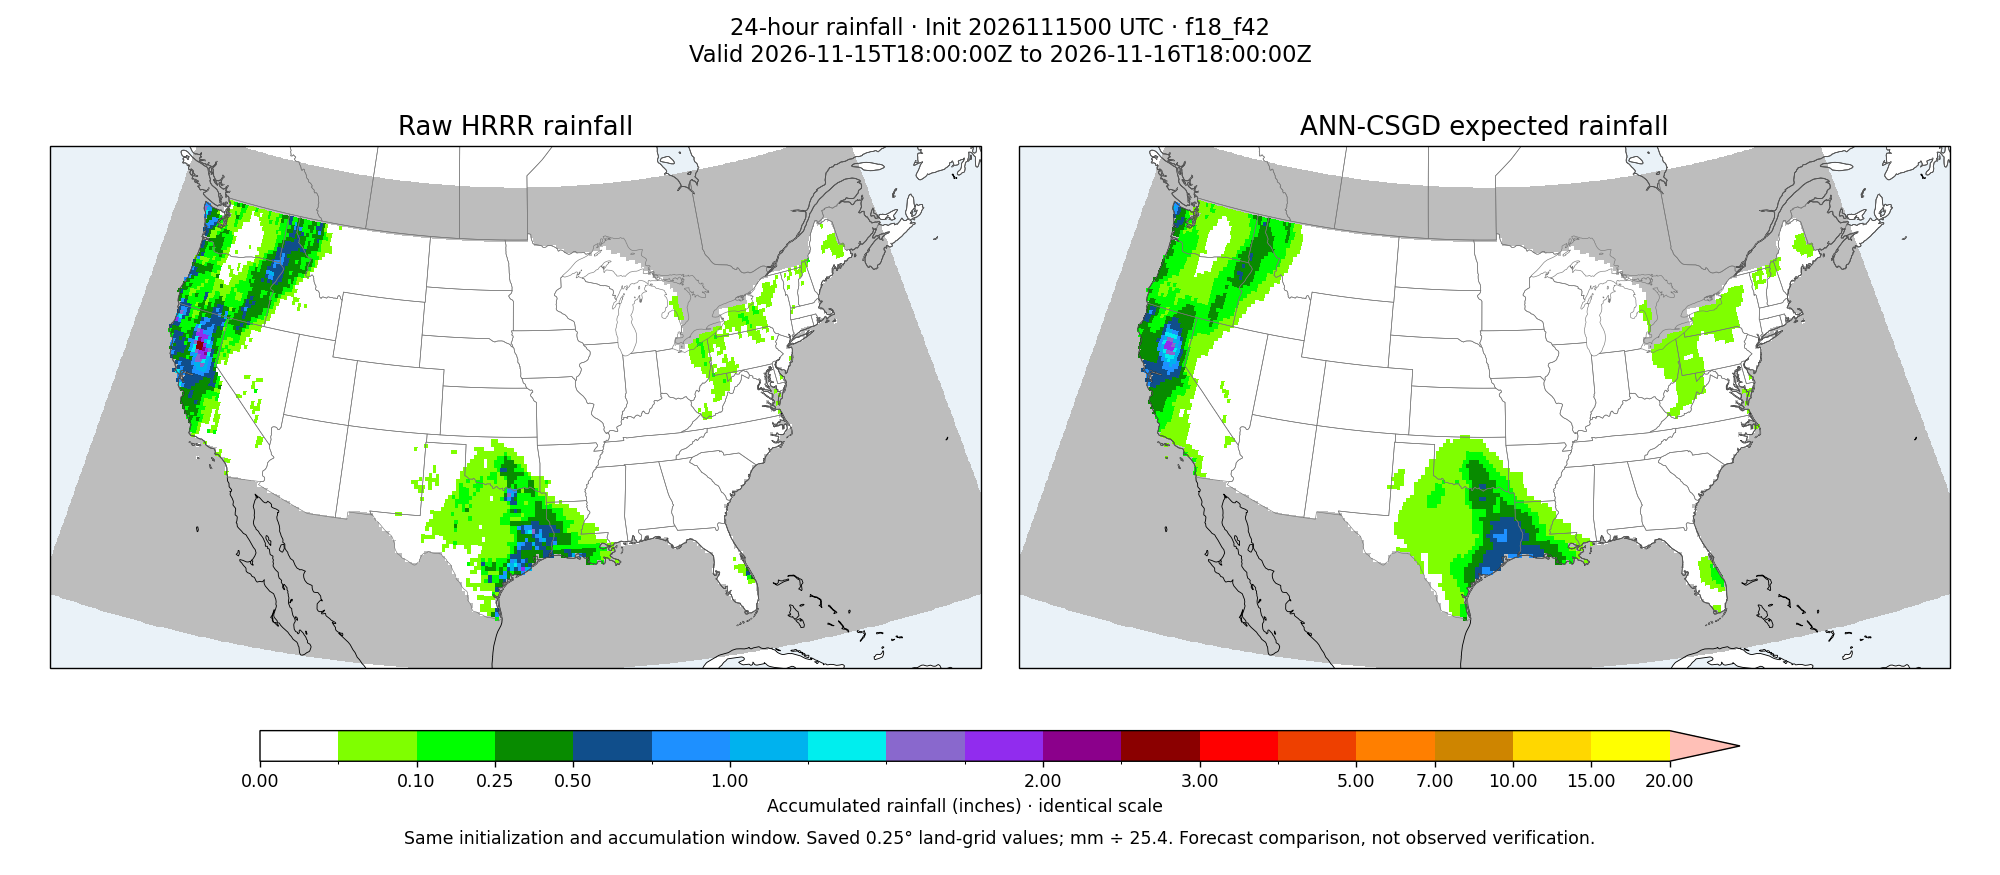 24-hour rainfall · Init 2026111500 UTC · f18_f42
Valid 2026-11-15T18:00:00Z to 2026-11-16T18:00:00Z
Raw HRRR rainfall
ANN-CSGD expected rainfall
0.00 0.10 0.25 0.50 1.00 2.00 3.00 5.00 7.00 10.00 15.00 20.00
Accumulated rainfall (inches) · identical scale
Same initialization and accumulation window. Saved 0.25° land-grid values; mm ÷ 25.4. Forecast comparison, not observed verification.